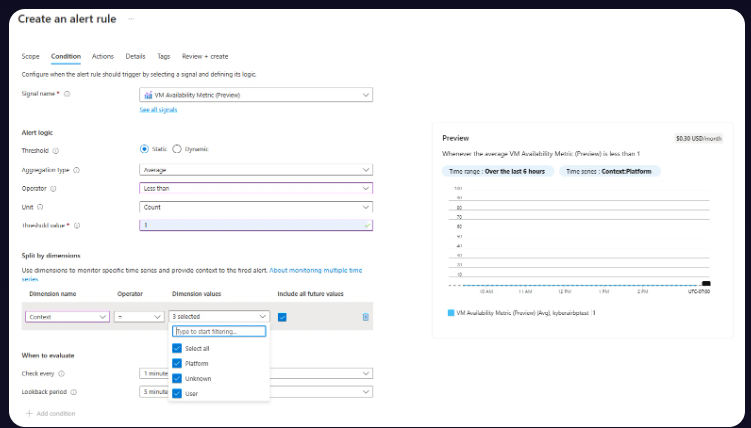 Create an alert rule ...
Scope Condition Actions Details Tags Review + create
Configure when the alert rule should trigger by selecting a signal and defining its logic.
Signal name * VM Availability Metric (Preview)
See all signals
Alert logic
Threshold Static Dynamic
Aggregation type Average
Operator Less than
Unit Count
Threshold value * 1
Split by dimensions
Use dimensions to monitor specific time series and provide context to the fired alert. About monitoring multiple time
series
Dimension name Operator Dimension values Include all future values
Context = 3 selected
Type to start filtering...
Select all
Platform
Unknown
User
When to evaluate
Check every 1 minute
Lookback period 5 minute
+ Add condition
Preview $0.30 USD/month
Whenever the average VM Availability Metric (Preview) is less than 1
Time range : Over the last 6 hours Time series : Context:Platform
100
90
80
70
60
50
40
30
20
10
10 AM 11 AM 12 PM 1 PM 2 PM UTC-07:00
VM Availability Metric (Preview) (Avg), kyberairbptest | 1